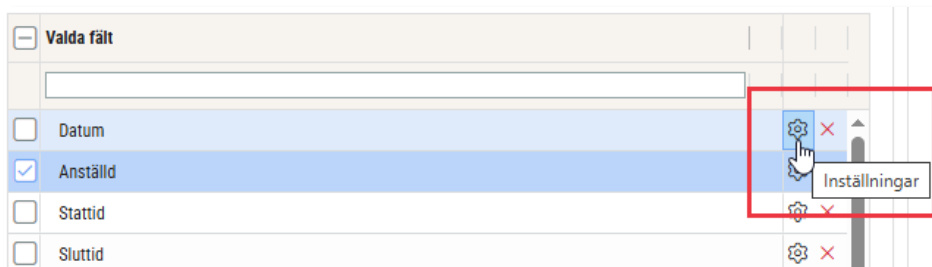 Valda fält
Datum
Anställd
Inställningar
Stattid
Sluttid